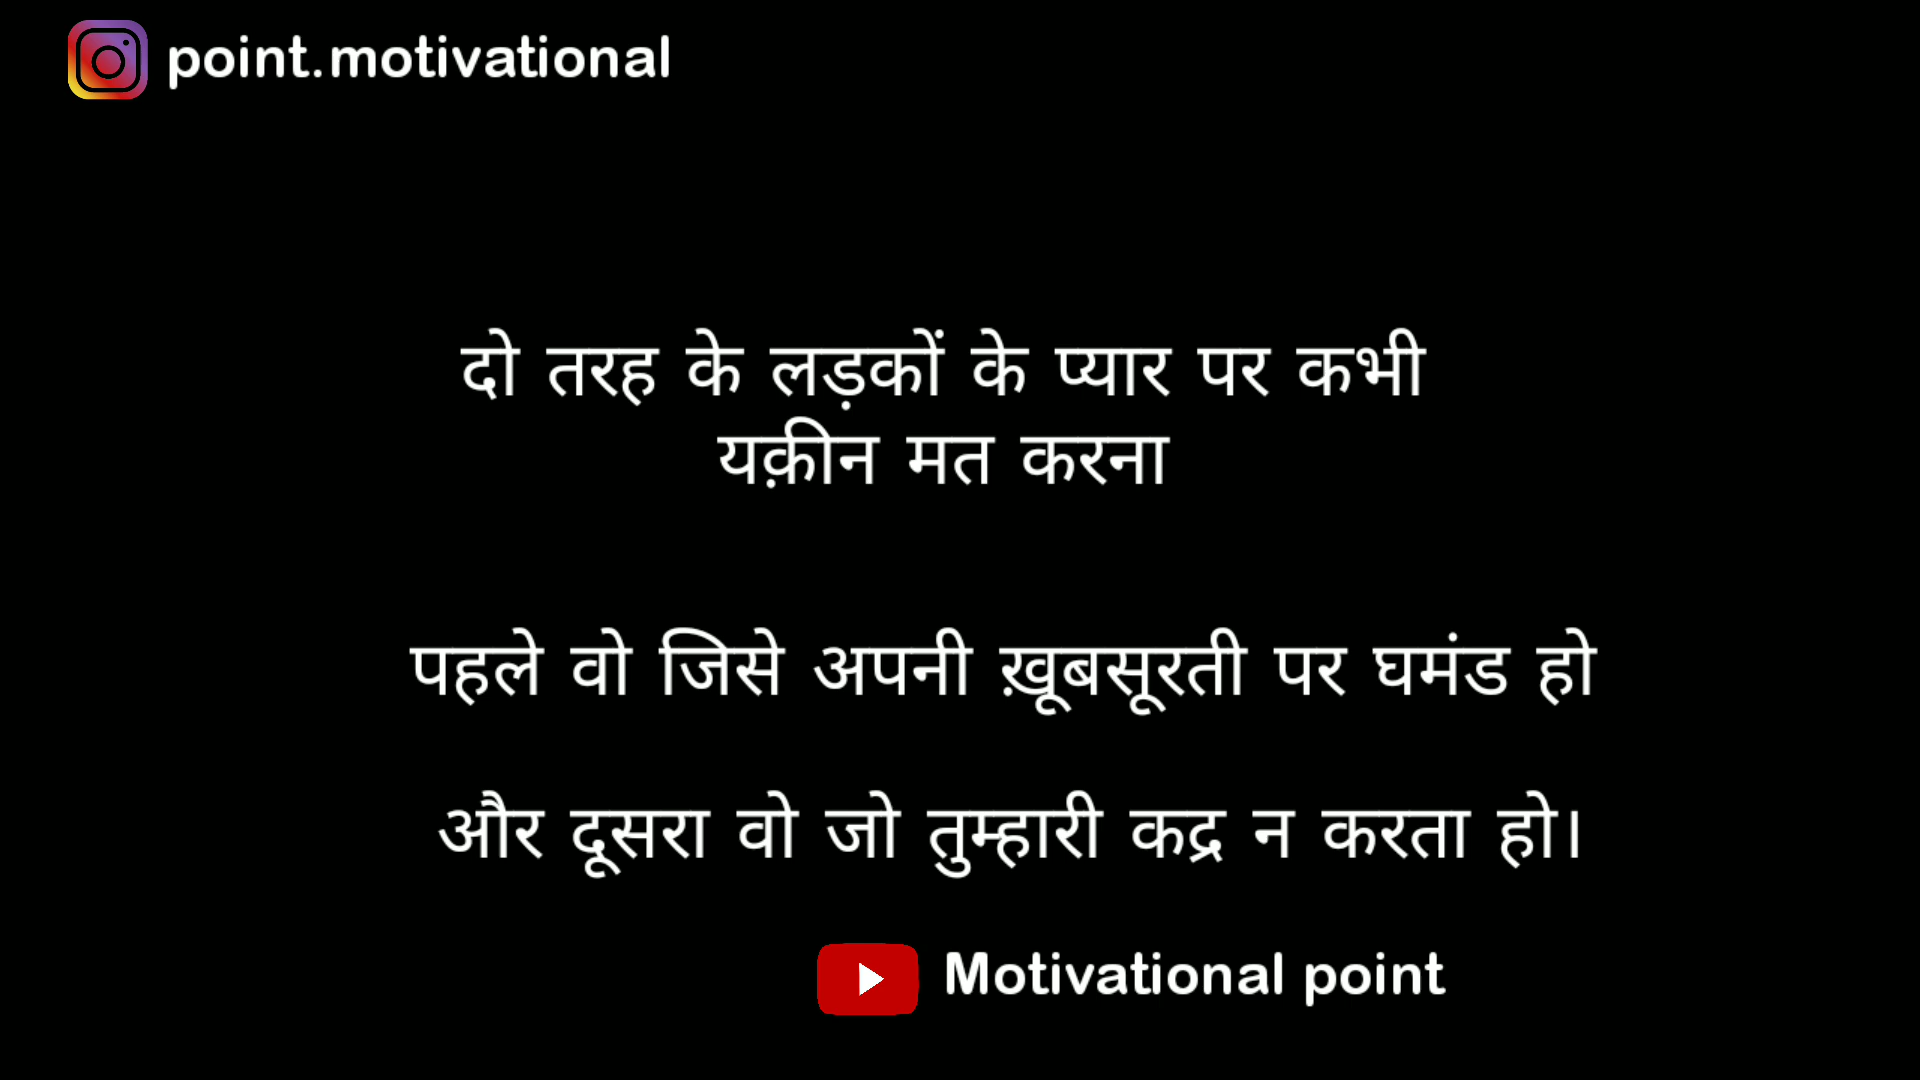 point.motivational
दो तरह के लड़कों के प्यार पर कभी
यक़ीन मत करना
पहले वो जिसे अपनी ख़ूबसूरती पर घमंड हो
और दूसरा वो जो तुम्हारी कद्र न करता हो।
Motivational point